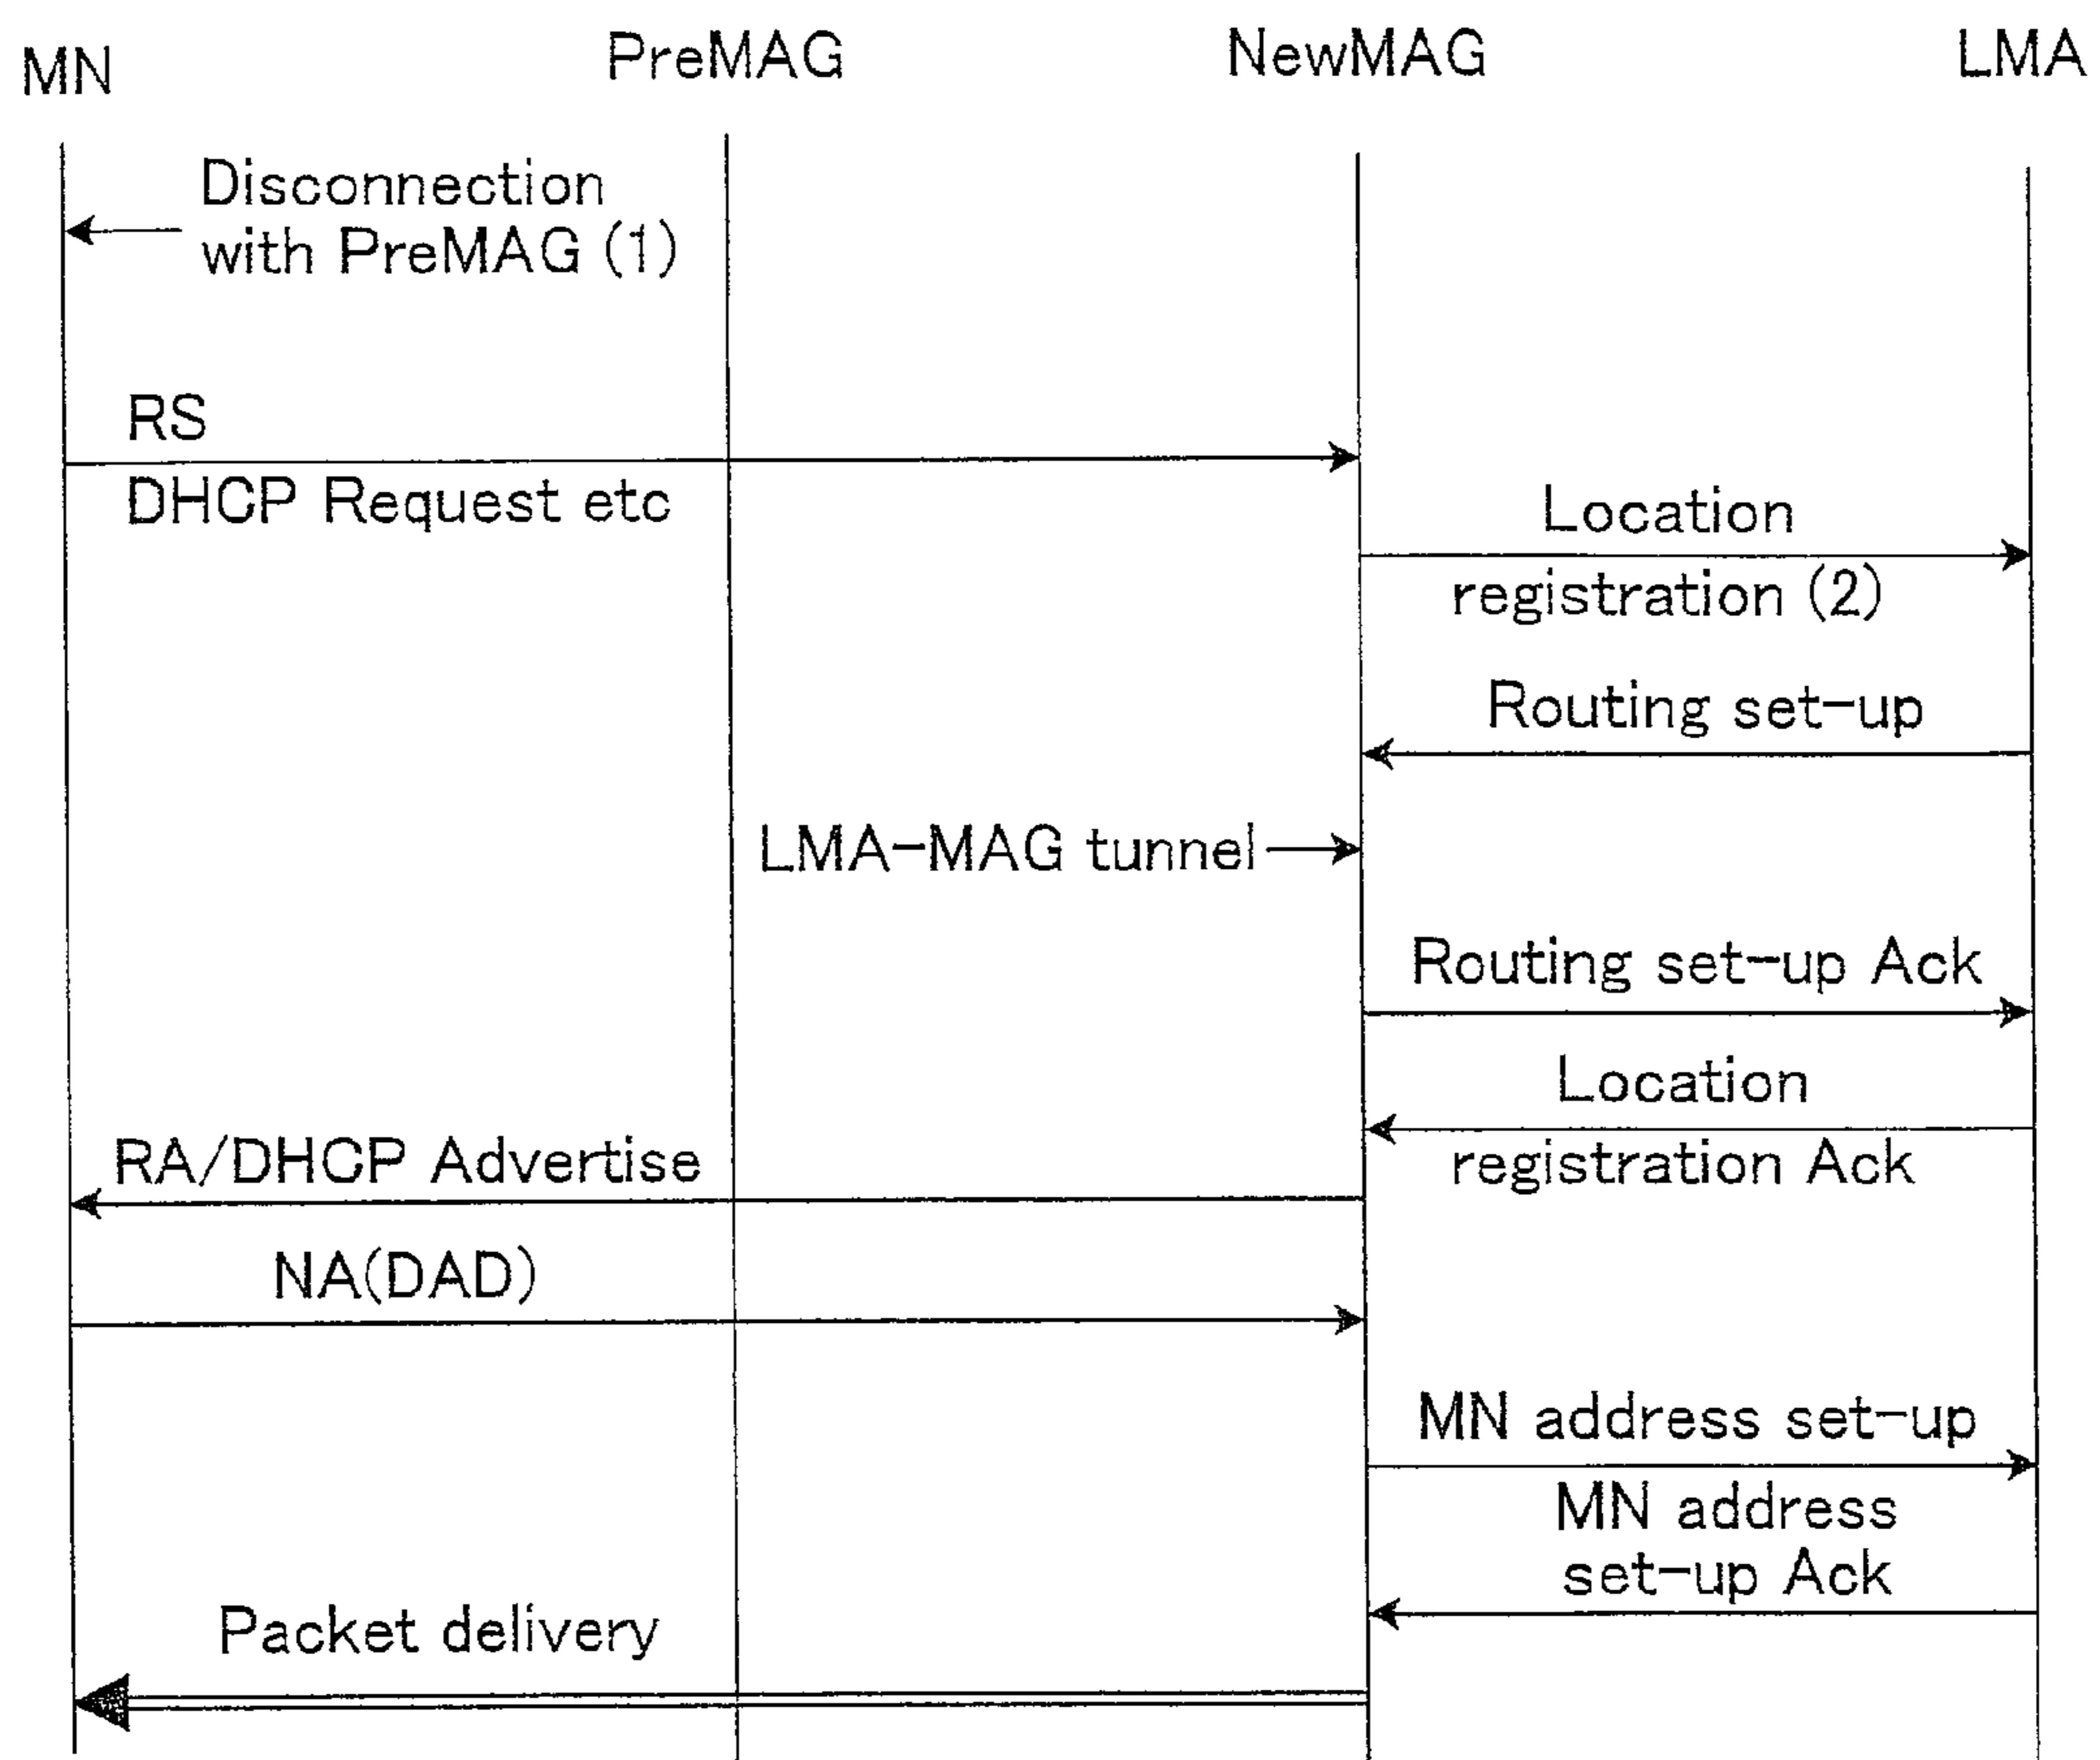 MN
PreMAG
NewMAG
LMA
Disconnection
with PreMAG (1)
RS
DHCP Request etc
Location
registration (2)
Routing set-up
LMA-MAG tunnel
Routing set-up Ack
Location
registration Ack
RA/DHCP Advertise
NA(DAD)
MN address set-up
MN address
set-up Ack
Packet delivery